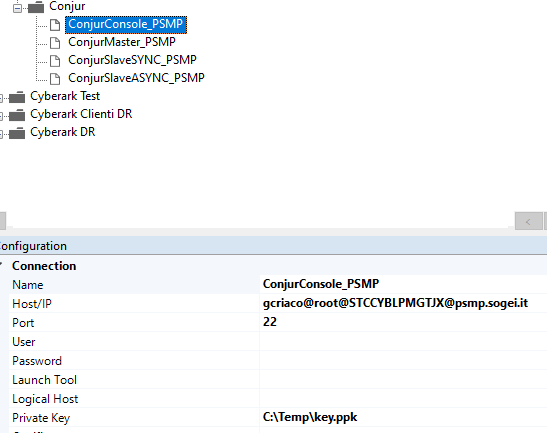 Conjur
ConjurConsole_PSMP
ConjurMaster_PSMP
ConjurSlaveSYNC_PSMP
ConjurSlaveASYNC_PSMP
Cyberark Test
Cyberark Clienti DR
Cyberark DR
onfiguration
Connection
Name ConjurConsole_PSMP
Host/IP gcriaco@root@STCCYBLPMGTJX@psmp.sogei.it
Port 22
User
Password
Launch Tool
Logical Host
Private Key C:\Temp\key.ppk